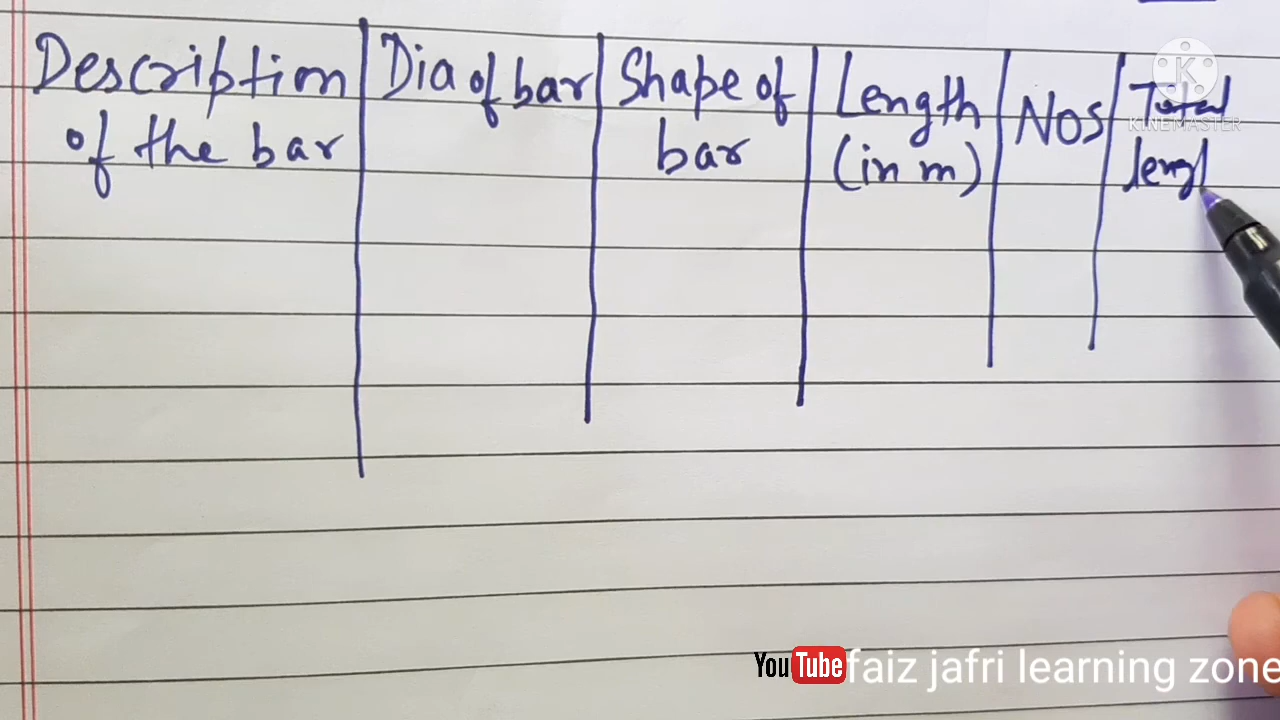 Description Dia of bar Shape of Length Nos Total
of the bar bar (in m) leng
KINEMASTER
YouTube faiz jafri learning zone